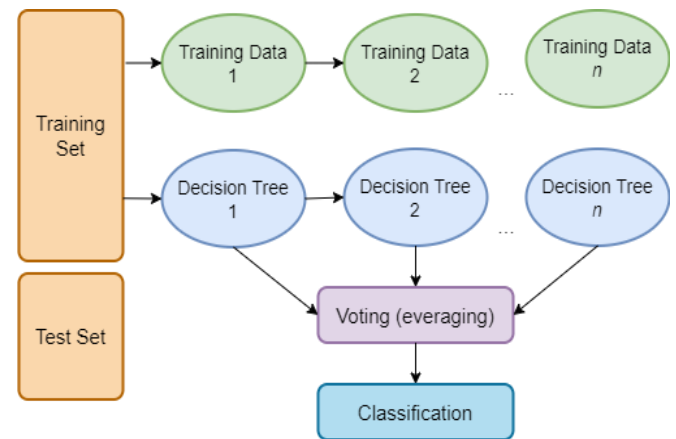 Training Set
Training Data
1
Training Data
2
...
Training Data
n
Decision Tree
1
Decision Tree
2
...
Decision Tree
n
Test Set
Voting (everaging)
Classification